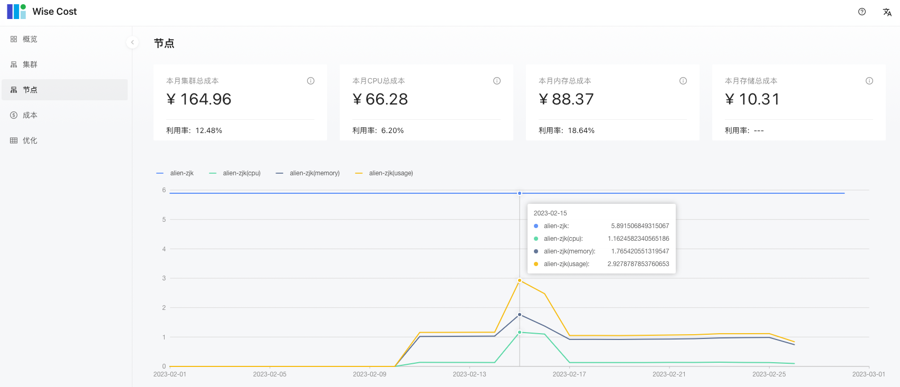 Wise Cost
概览
集群
节点
成本
优化
节点
本月集群总成本
¥ 164.96
利用率: 12.48%
本月CPU总成本
¥ 66.28
利用率: 6.20%
本月内存总成本
¥ 88.37
利用率: 18.64%
本月存储总成本
¥ 10.31
利用率: ---
alien-zjk alien-zjk(cpu) alien-zjk(memory) alien-zjk(usage)
6
5
4
3
2
1
0
2023-02-15
alien-zjk: 5.891506849315067
alien-zjk(cpu): 1.1624582340565186
alien-zjk(memory): 1.765420551319547
alien-zjk(usage): 2.9278787853760653
2023-02-01 2023-02-05 2023-02-09 2023-02-13 2023-02-17 2023-02-21 2023-02-25 2023-03-01